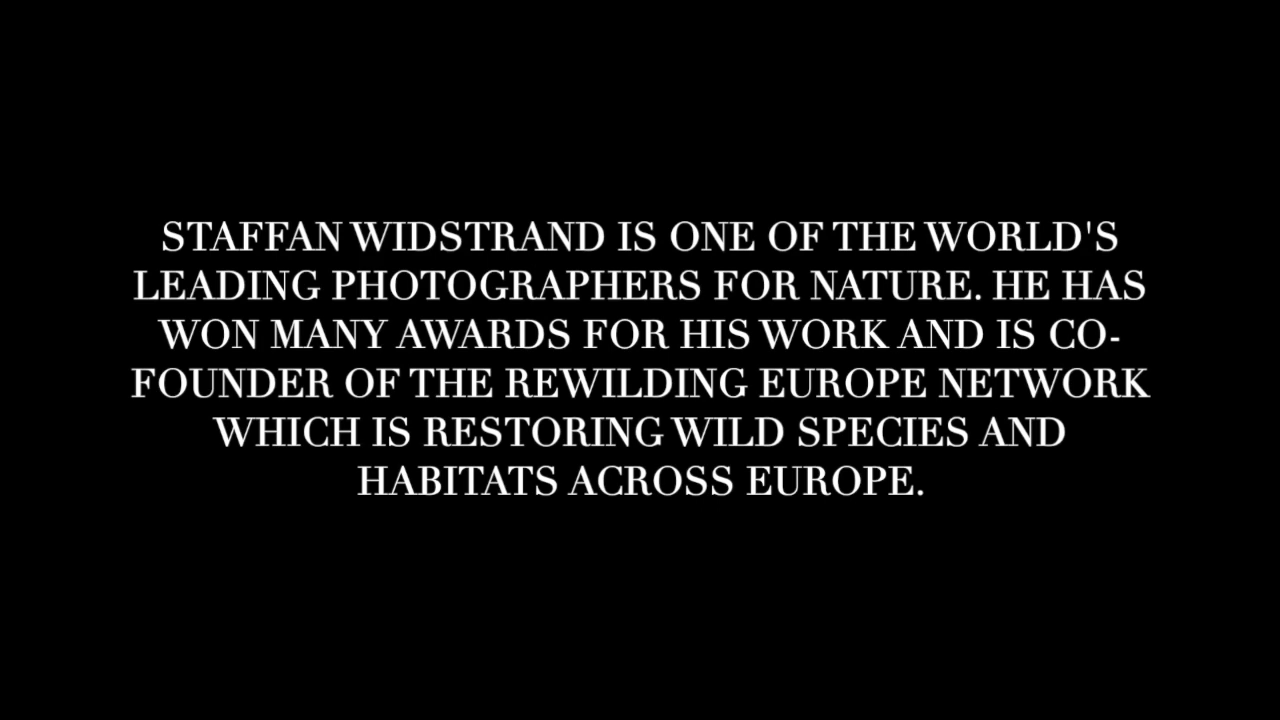 STAFFAN WIDSTRAND IS ONE OF THE WORLD'S
LEADING PHOTOGRAPHERS FOR NATURE. HE HAS
WON MANY AWARDS FOR HIS WORK AND IS CO-
FOUNDER OF THE REWILDING EUROPE NETWORK
WHICH IS RESTORING WILD SPECIES AND
HABITATS ACROSS EUROPE.